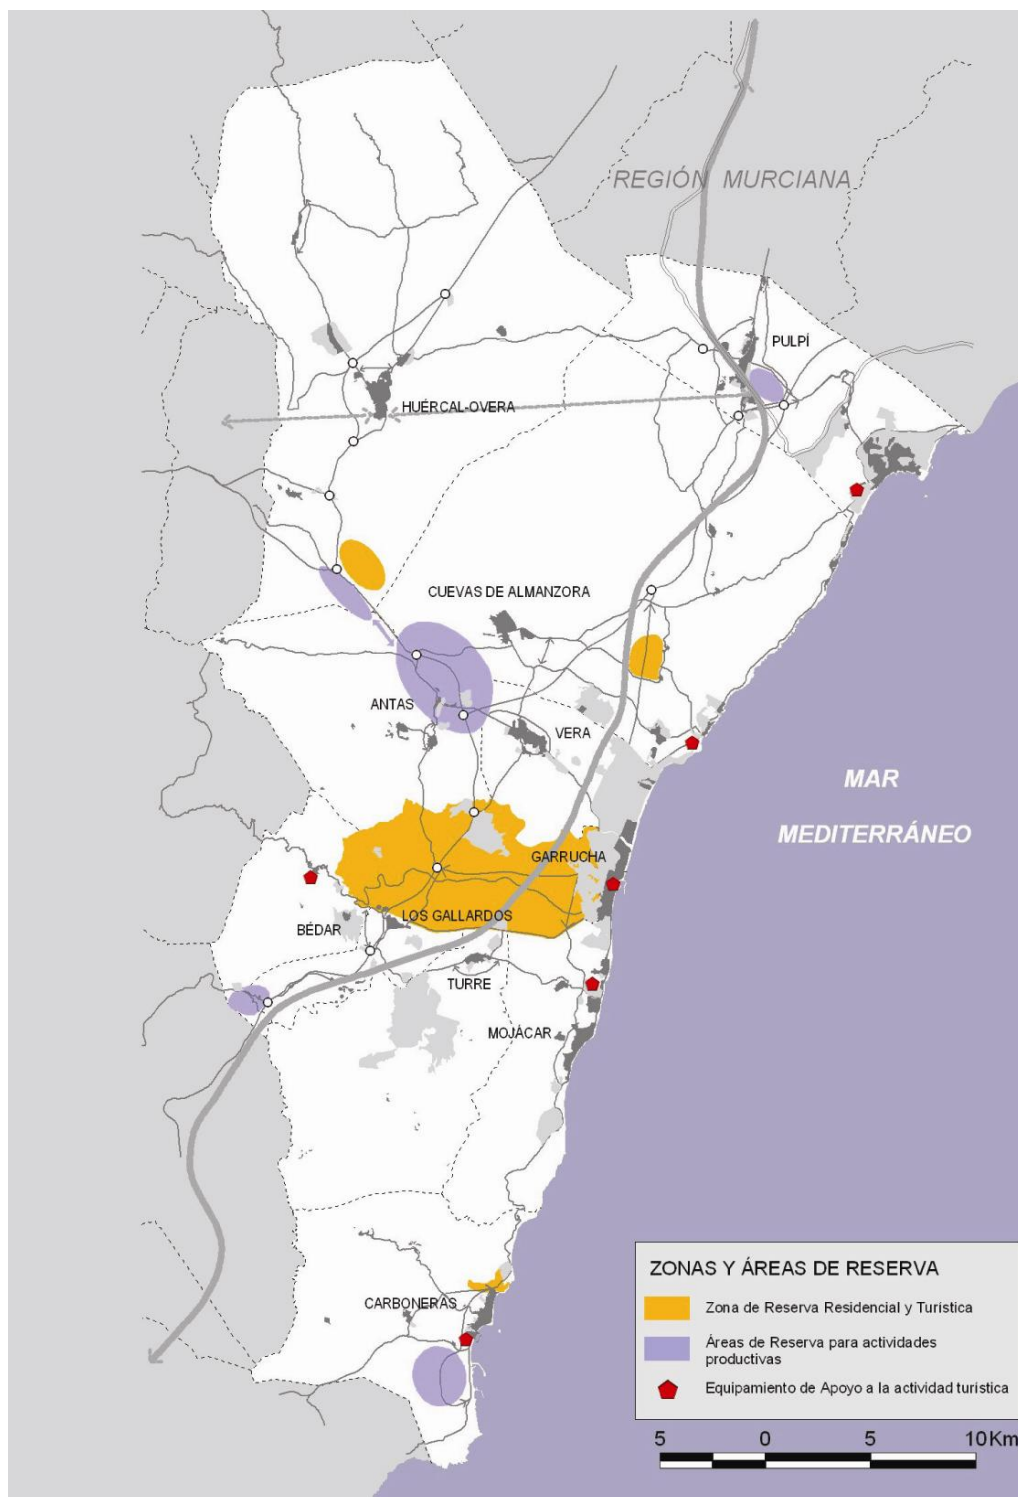 REGIÓN MURCIANA
PULPÍ
HUÉRCAL-OVERA
CUEVAS DE ALMANZORA
ANTAS
VERA
MAR
MEDITERRÁNEO
GARRUCHA
LOS GALLARDOS
BÉDAR
TURRE
MOJÁCAR
CARBONERAS
ZONAS Y ÁREAS DE RESERVA
Zona de Reserva Residencial y Turística
Áreas de Reserva para actividades
productivas
Equipamiento de Apoyo a la actividad turística
5 0 5 10Km